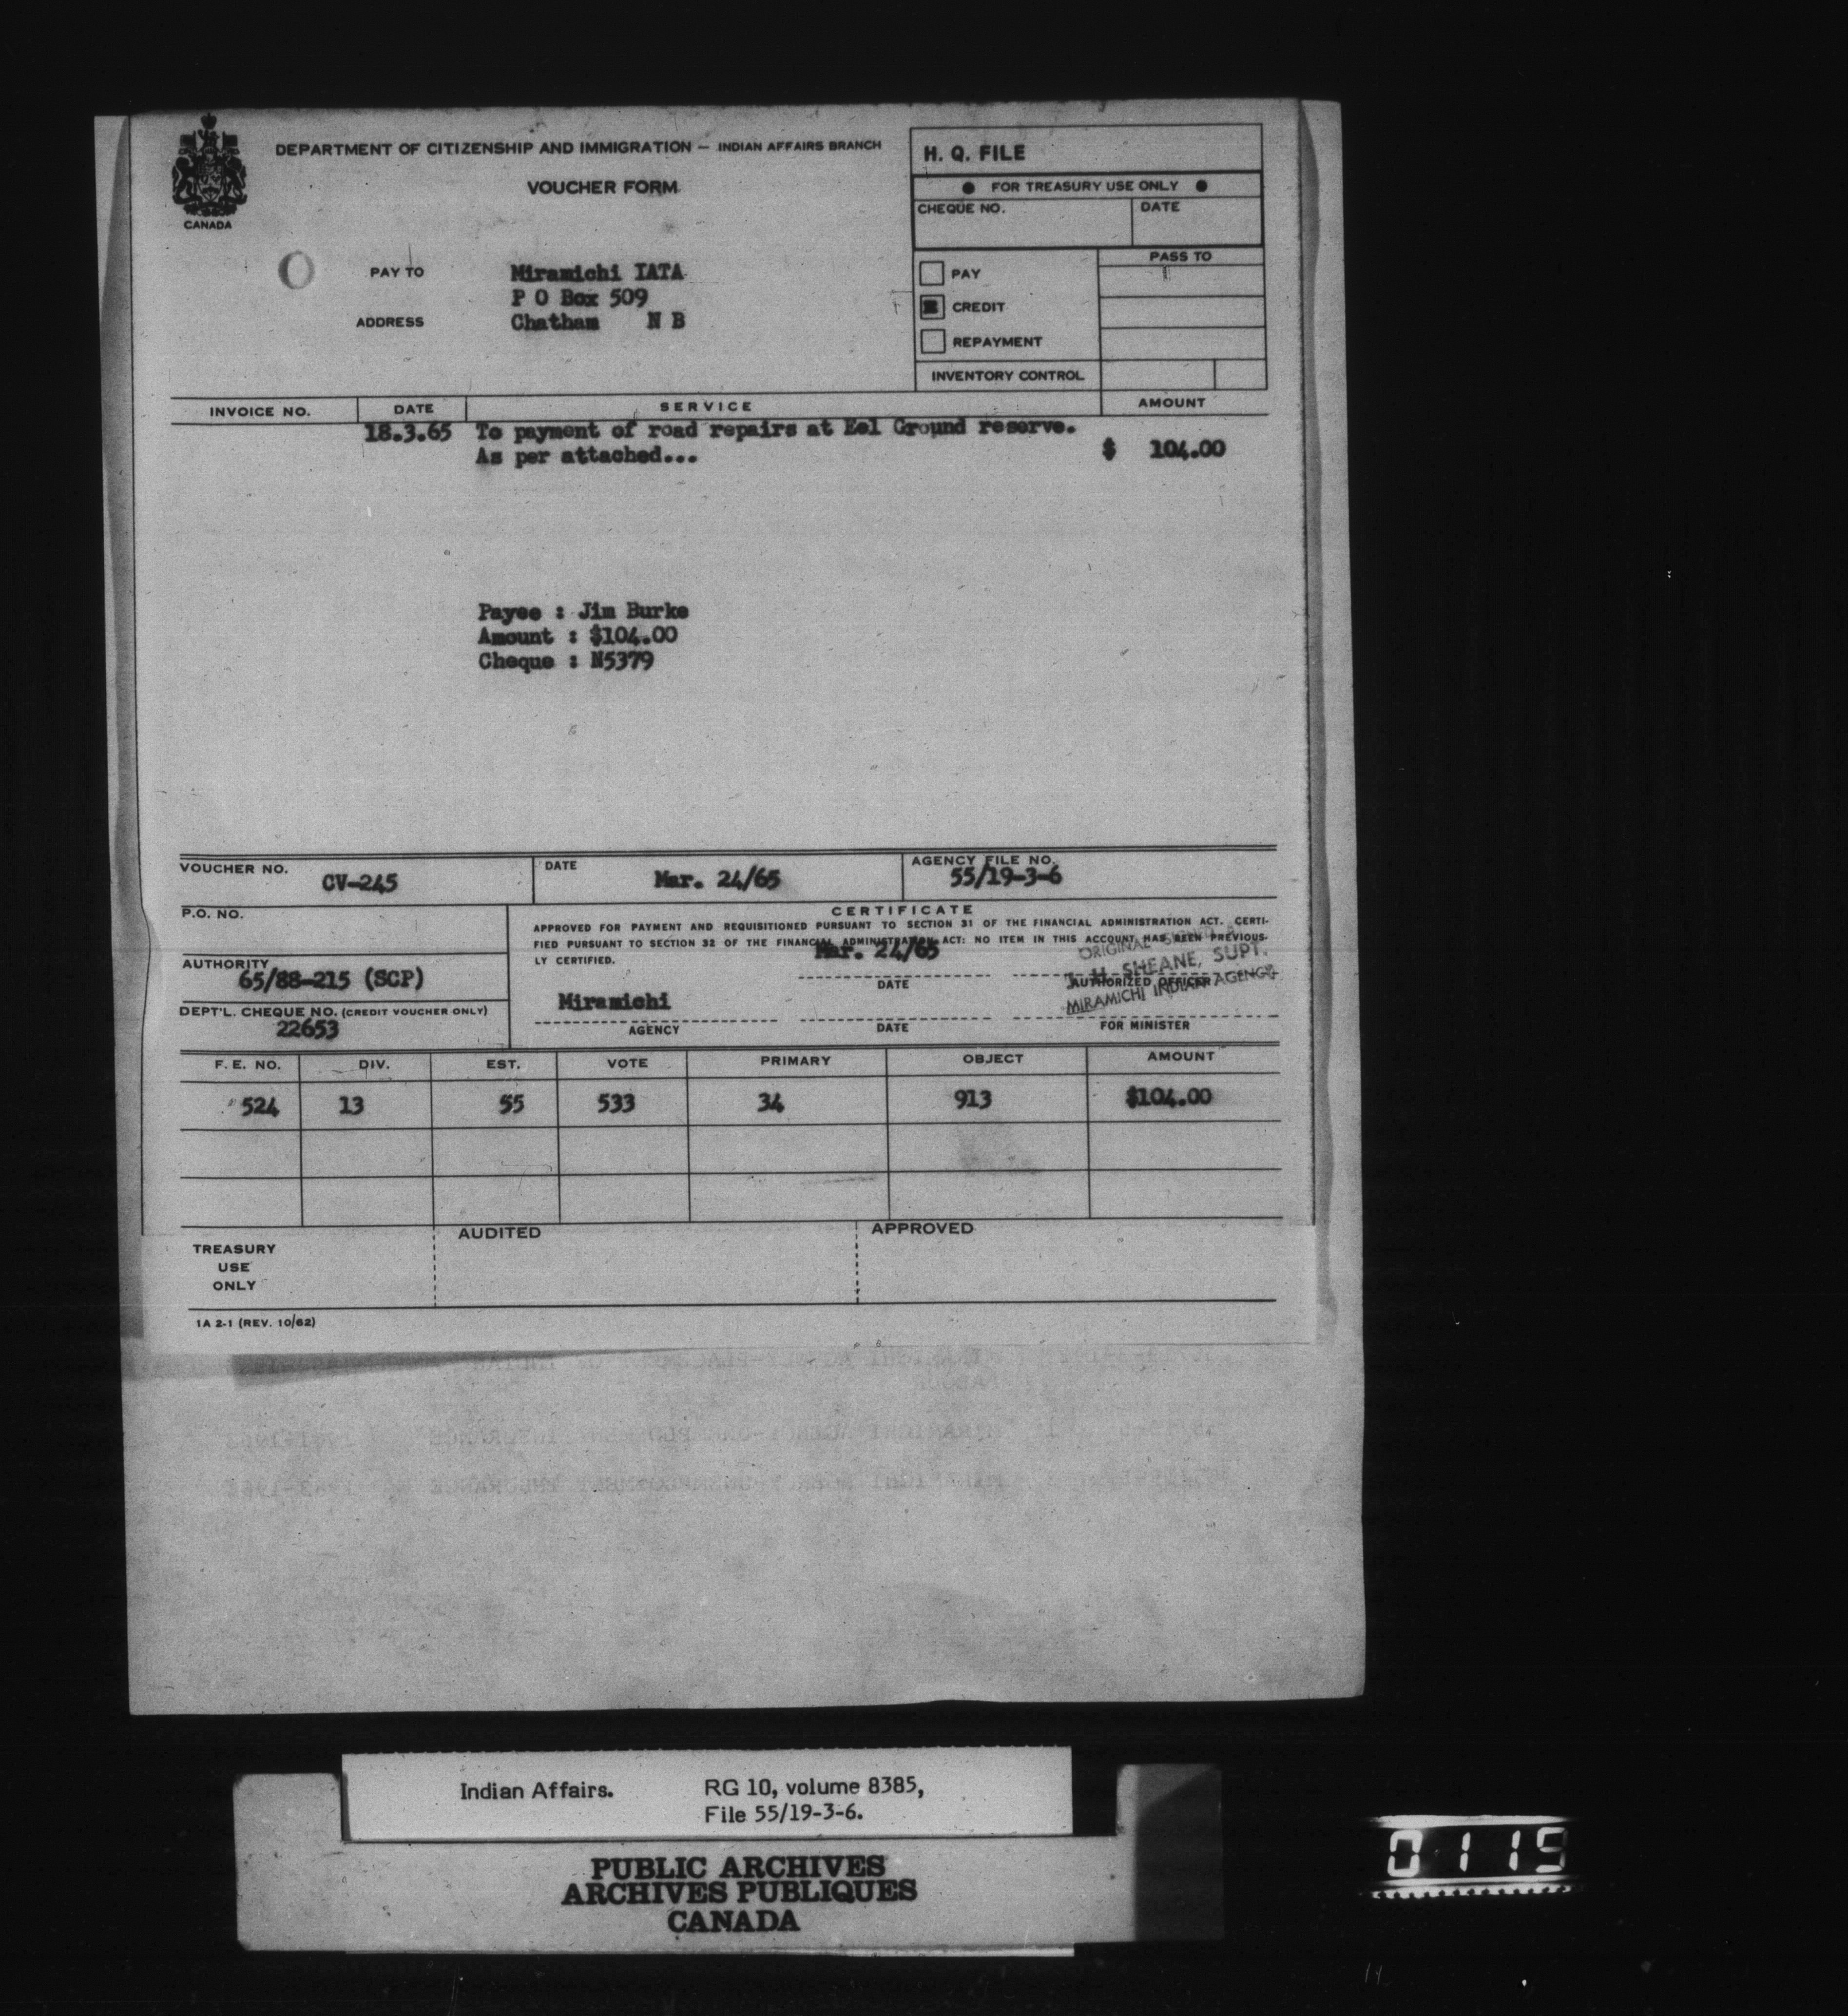 DEPARTMENT OF CITIZENSHIP AND IMMIGRATION — INDIAN AFFAIRS BRANCH
VOUCHER FORM
CANADA
H. Q. FILE
● FOR TREASURY USE ONLY ●
CHEQUE NO. DATE
PAY TO Miramichi IATA
P O Box 509
ADDRESS Chatham N B
PASS TO
PAY
CREDIT
REPAYMENT
INVENTORY CONTROL
INVOICE NO. DATE SERVICE AMOUNT
18.3.65 To payment of road repairs at Eel Ground reserve.
As per attached... $ 104.00
Payee : Jim Burke
Amount : $104.00
Cheque : N5379
VOUCHER NO. CV-245
DATE Mar. 24/65
AGENCY FILE NO. 55/19-3-6
P.O. NO.
CERTIFICATE
APPROVED FOR PAYMENT AND REQUISITIONED PURSUANT TO SECTION 31 OF THE FINANCIAL ADMINISTRATION ACT. CERTI-
FIED PURSUANT TO SECTION 32 OF THE FINANCIAL ADMINISTRATION ACT: NO ITEM IN THIS ACCOUNT HAS BEEN PREVIOUS-
LY CERTIFIED.
Mar. 24/65
ORIGINAL SIGNED
SHEANE, SUPT.
MIRAMICHI INDIAN AGENCY
DATE AUTHORIZED OFFICER
AUTHORITY
65/88-215 (SCP)
Miramichi
AGENCY DATE FOR MINISTER
DEPT'L. CHEQUE NO. (CREDIT VOUCHER ONLY)
22653
F. E. NO. DIV. EST. VOTE PRIMARY OBJECT AMOUNT
524 13 55 533 34 913 $104.00
TREASURY
USE
ONLY
AUDITED
APPROVED
1A 2-1 (REV. 10/62)
Indian Affairs. RG 10, volume 8385,
File 55/19-3-6.
PUBLIC ARCHIVES
ARCHIVES PUBLIQUES
CANADA
0115